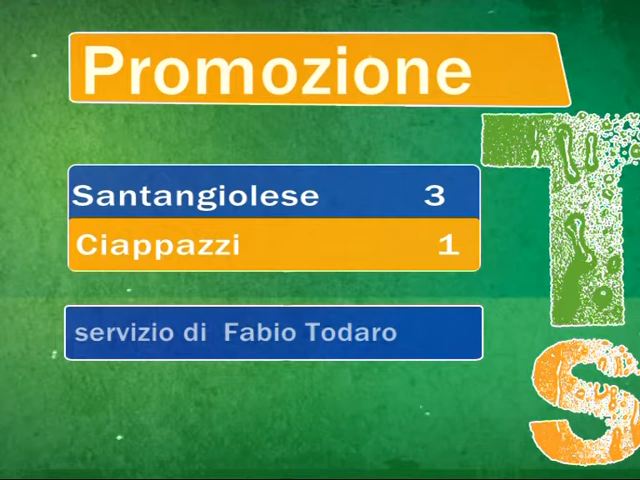 Promozione
Santangiolese 3
Ciappazzi 1
servizio di Fabio Todaro
T
S